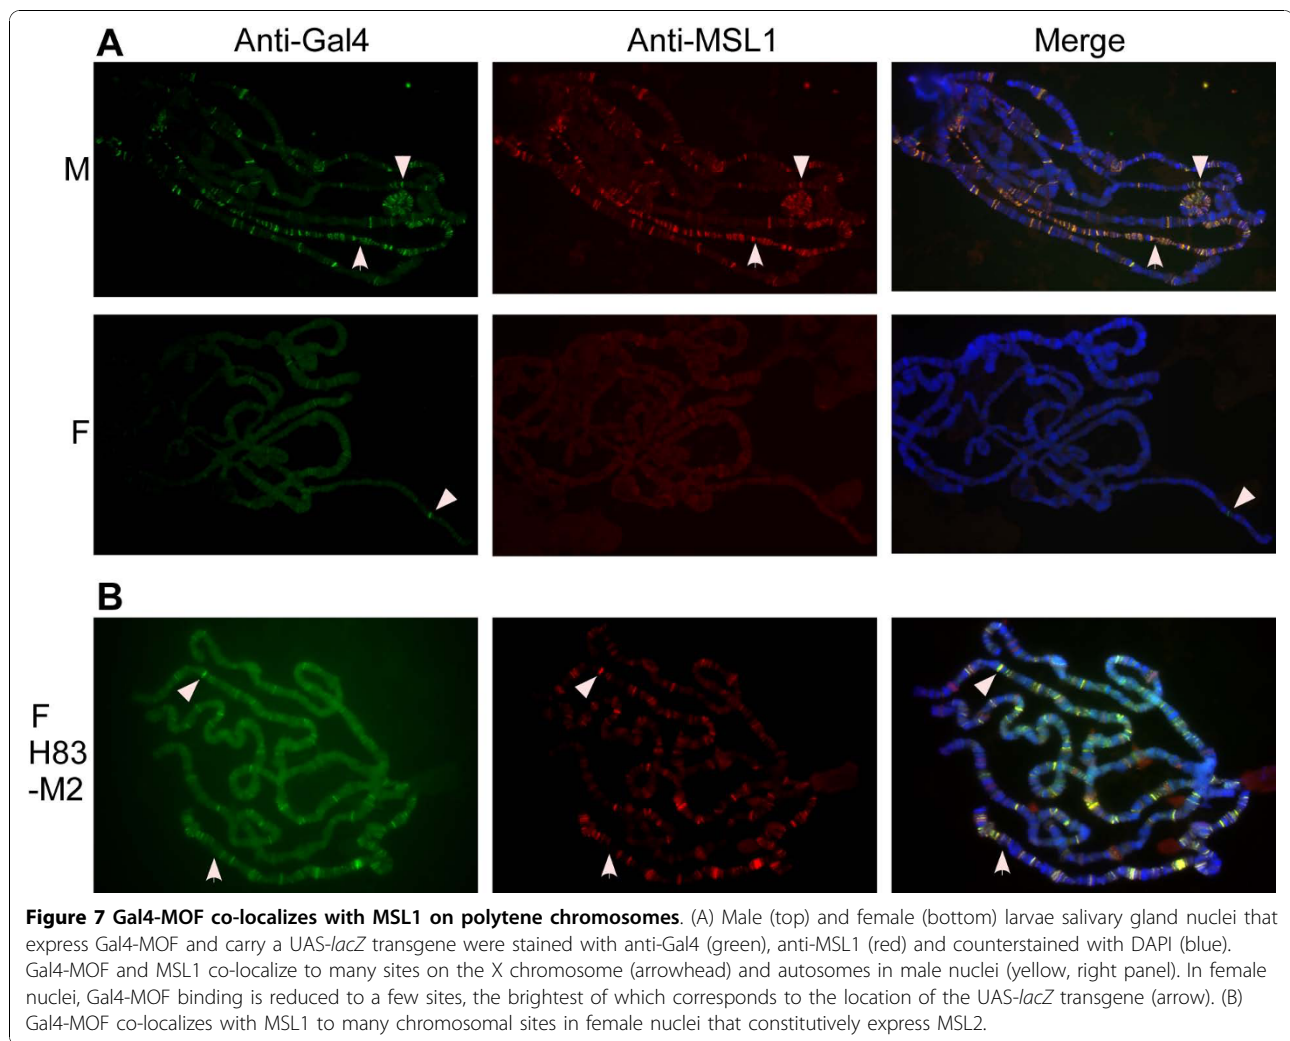 A
Anti-Gal4
Anti-MSL1
Merge
M
F
B
F
H83
-M2
Figure 7 Gal4-MOF co-localizes with MSL1 on polytene chromosomes. (A) Male (top) and female (bottom) larvae salivary gland nuclei that
express Gal4-MOF and carry a UAS-lacZ transgene were stained with anti-Gal4 (green), anti-MSL1 (red) and counterstained with DAPI (blue).
Gal4-MOF and MSL1 co-localize to many sites on the X chromosome (arrowhead) and autosomes in male nuclei (yellow, right panel). In female
nuclei, Gal4-MOF binding is reduced to a few sites, the brightest of which corresponds to the location of the UAS-lacZ transgene (arrow). (B)
Gal4-MOF co-localizes with MSL1 to many chromosomal sites in female nuclei that constitutively express MSL2.